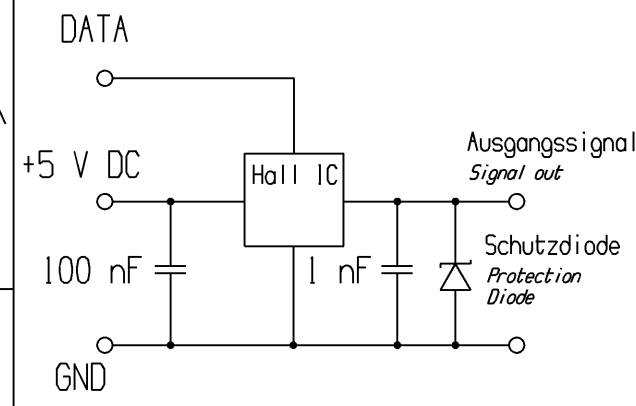 DATA
+5 V DC
Hall IC
Ausgangssignal
Signal out
100 nF
1 nF
Schutzdiode
Protection
Diode
GND